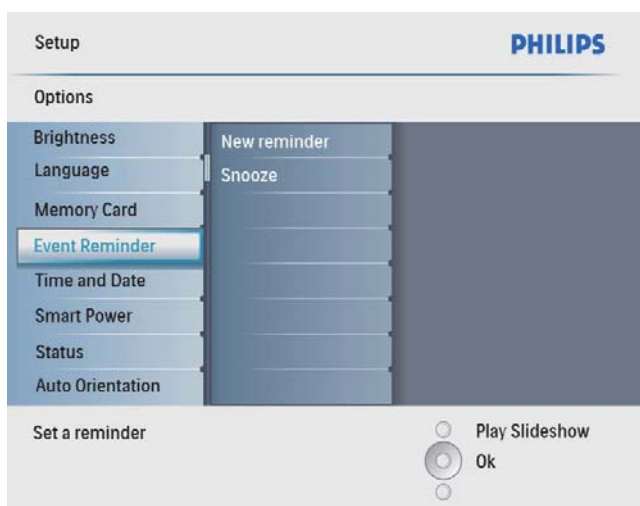 Setup
PHILIPS
Options
Brightness
Language
Memory Card
Event Reminder
Time and Date
Smart Power
Status
Auto Orientation
New reminder
Snooze
Set a reminder
Play Slideshow
Ok